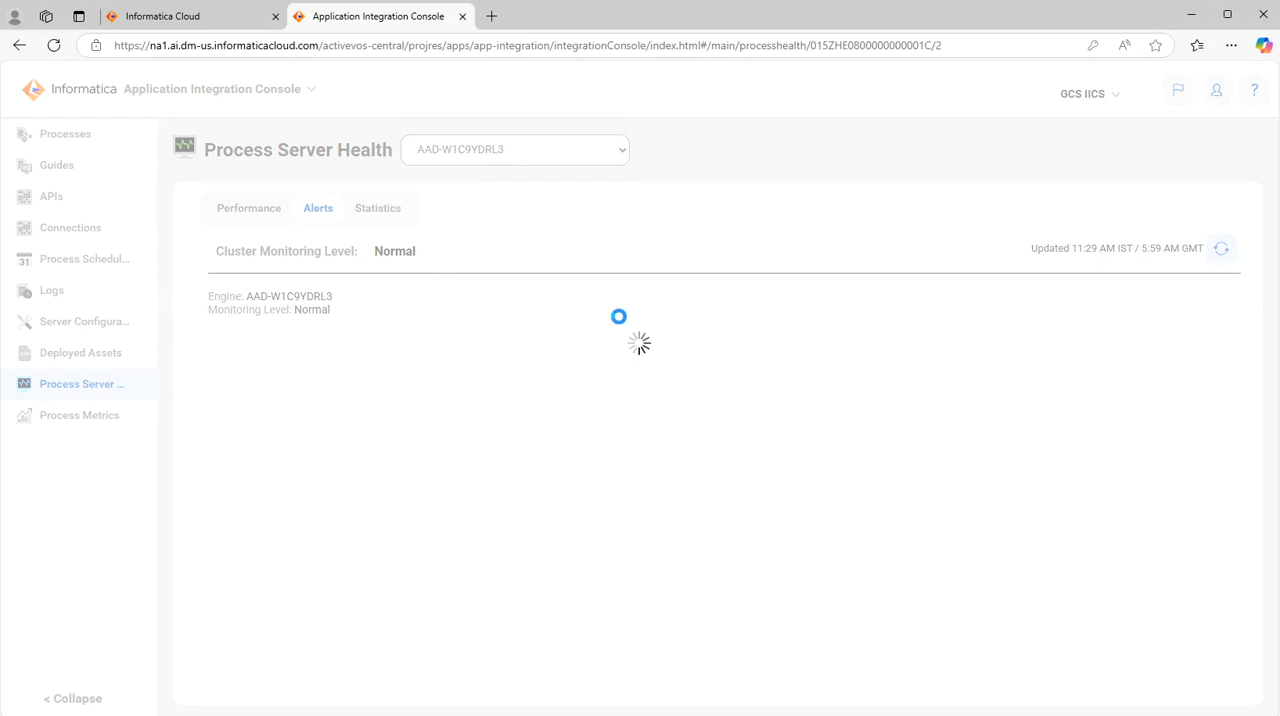 Informatica Cloud
Application Integration Console
https://na1.ai.dm-us.informaticacloud.com/activevos-central/projres/apps/app-integration/integrationConsole/index.html#/main/processhealth/015ZHE0800000000001C/2
Informatica Application Integration Console
GCS IICS
?
Processes
Guides
APIs
Connections
31 Process Schedul...
Logs
Server Configura...
Deployed Assets
Process Server ...
Process Metrics
< Collapse
Process Server Health AAD-W1C9YDRL3
Performance Alerts Statistics
Cluster Monitoring Level: Normal
Updated 11:29 AM IST / 5:59 AM GMT
Engine: AAD-W1C9YDRL3
Monitoring Level: Normal